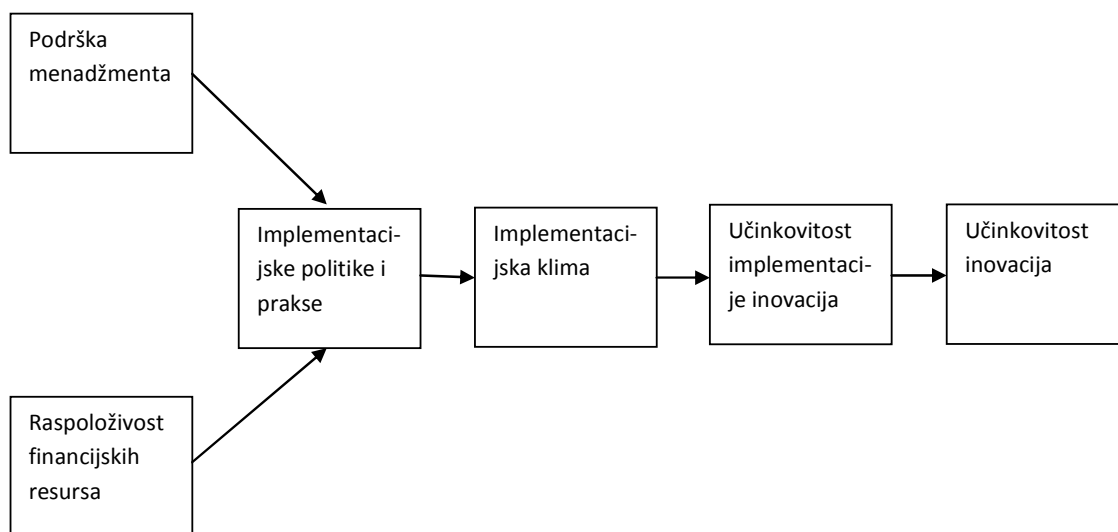 Podrška
menadžmenta
Implementaci-
jske politike i
prakse
Implementaci-
jska klima
Učinkovitost
implementaci-
je inovacija
Učinkovitost
inovacija
Raspoloživost
financijskih
resursa